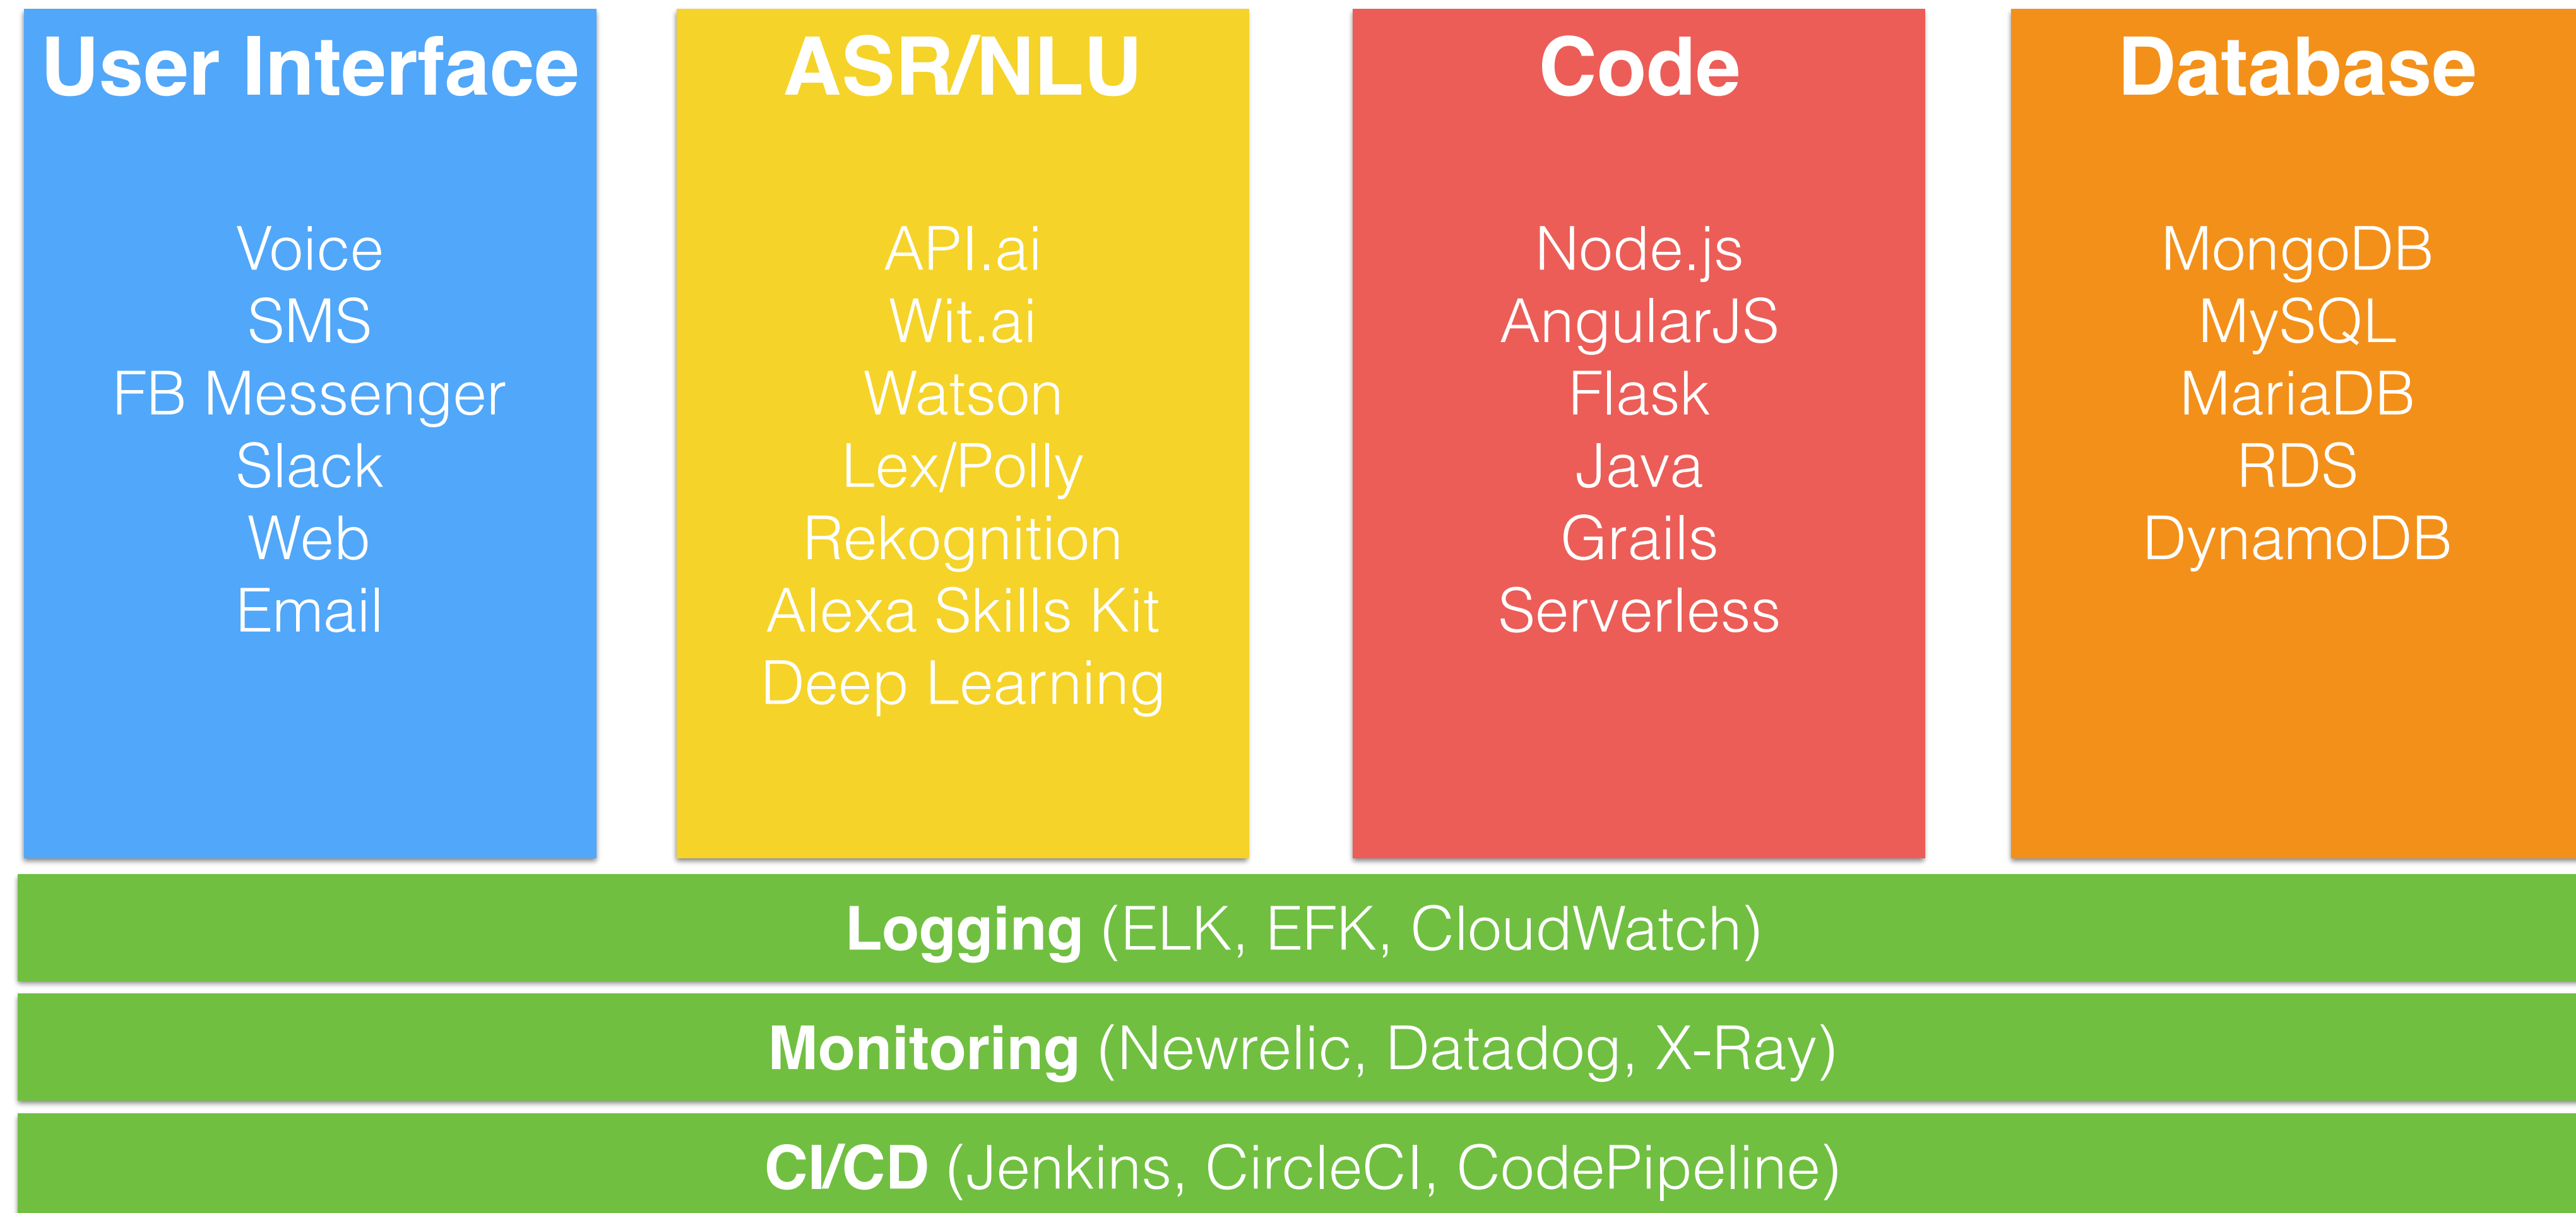 User Interface
Voice
SMS
FB Messenger
Slack
Web
Email
ASR/NLU
API.ai
Wit.ai
Watson
Lex/Polly
Rekognition
Alexa Skills Kit
Deep Learning
Code
Node.js
AngularJS
Flask
Java
Grails
Serverless
Database
MongoDB
MySQL
MariaDB
RDS
DynamoDB
Logging (ELK, EFK, CloudWatch)
Monitoring (Newrelic, Datadog, X-Ray)
CI/CD (Jenkins, CircleCI, CodePipeline)